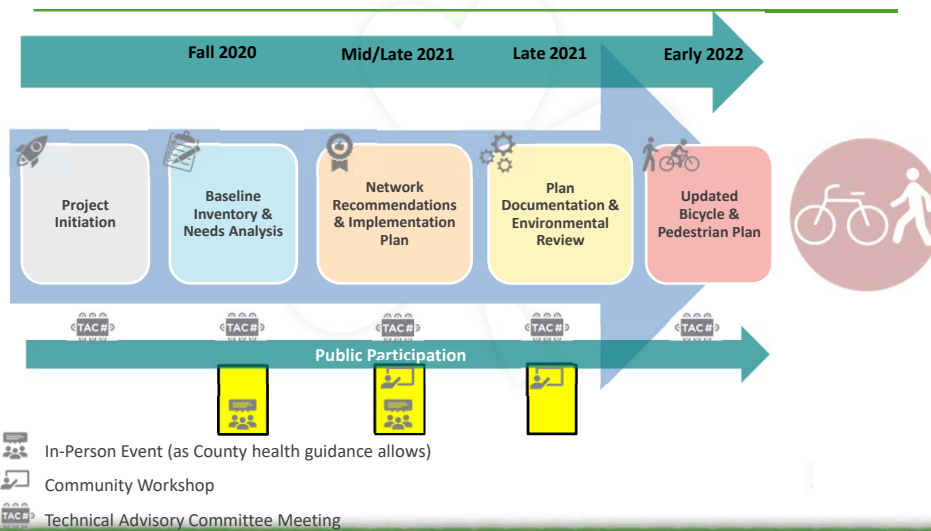 Fall 2020
Mid/Late 2021
Late 2021
Early 2022
Project
Initiation
Baseline
Inventory &
Needs Analysis
Network
Recommendations
& Implementation
Plan
Plan
Documentation &
Environmental
Review
Updated
Bicycle &
Pedestrian Plan
TAC#
TAC#
TAC#
TAC#
TAC#
Public Participation
In-Person Event (as County health guidance allows)
Community Workshop
TAC#
Technical Advisory Committee Meeting